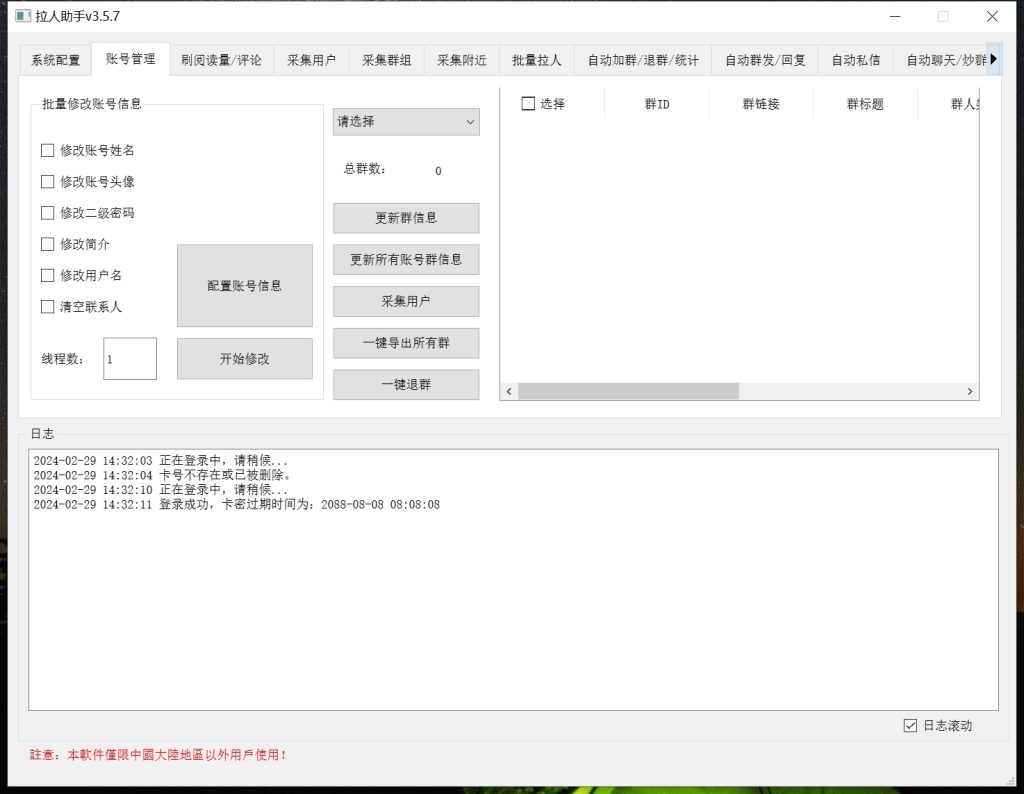 拉人助手v3.5.7
系统配置 账号管理 刷阅读量/评论 采集用户 采集群组 采集附近 批量拉人 自动加群/退群/统计 自动群发/回复 自动私信 自动聊天/炒群
批量修改账号信息
修改账号姓名
修改账号头像
修改二级密码
修改简介
修改用户名
清空联系人
线程数: 1
配置账号信息
开始修改
请选择
总群数: 0
更新群信息
更新所有账号群信息
采集用户
一键导出所有群
一键退群
选择 群ID 群链接 群标题 群人
日志
2024-02-29 14:32:03 正在登录中，请稍候...
2024-02-29 14:32:04 卡号不存在或已被删除。
2024-02-29 14:32:10 正在登录中，请稍候...
2024-02-29 14:32:11 登录成功，卡密过期时间为: 2088-08-08 08:08:08
日志滚动
註意: 本軟件僅限中國大陸地區以外用戶使用!